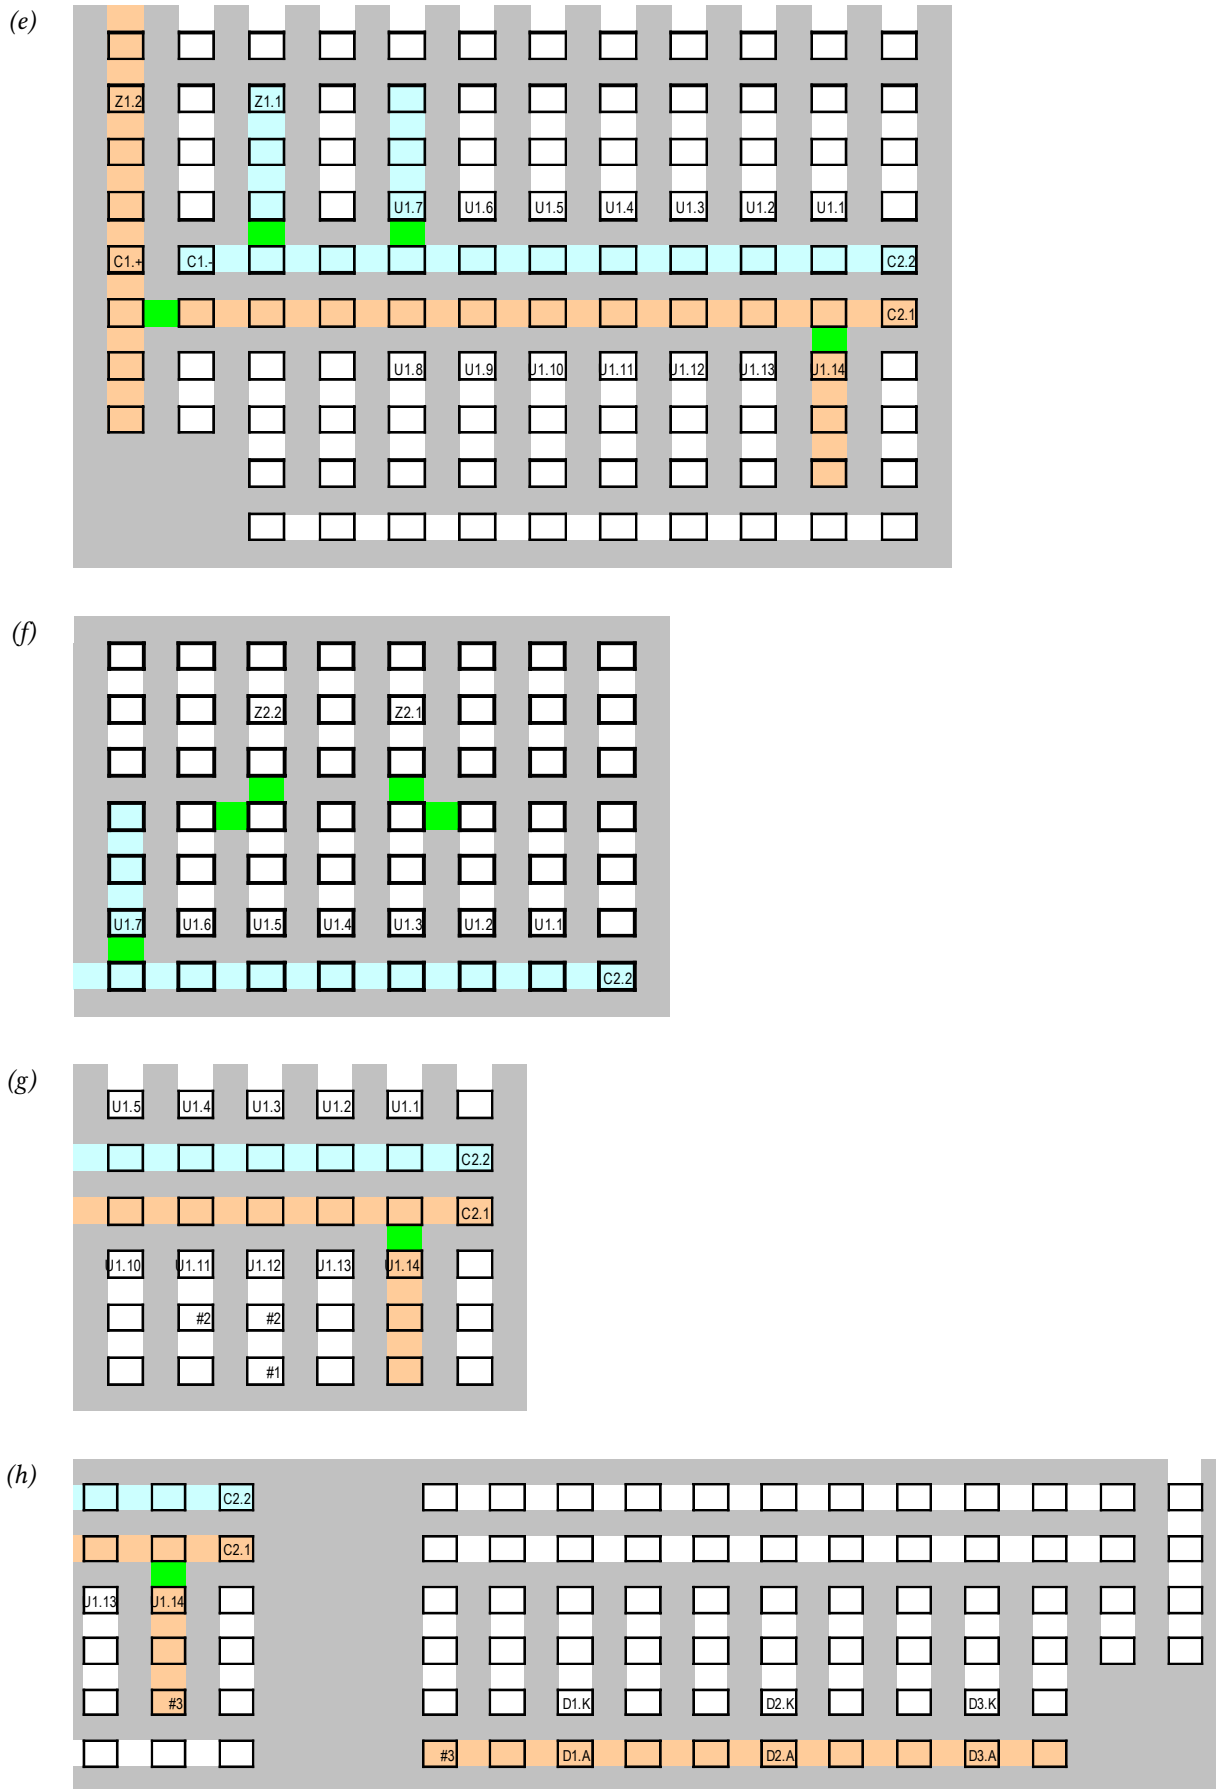 (e)
Z1.2 Z1.1
U1.7 U1.6 U1.5 U1.4 U1.3 U1.2 U1.1
C1.+ C1.- C2.2
C2.1
U1.8 U1.9 U1.10 U1.11 U1.12 U1.13 U1.14
(f)
Z2.2 Z2.1
U1.7 U1.6 U1.5 U1.4 U1.3 U1.2 U1.1
C2.2
(g)
U1.5 U1.4 U1.3 U1.2 U1.1
C2.2
C2.1
U1.10 U1.11 U1.12 U1.13 U1.14
#2 #2
#1
(h)
C2.2
C2.1
U1.13 U1.14
#3 D1.K D2.K D3.K
#3 D1.A D2.A D3.A